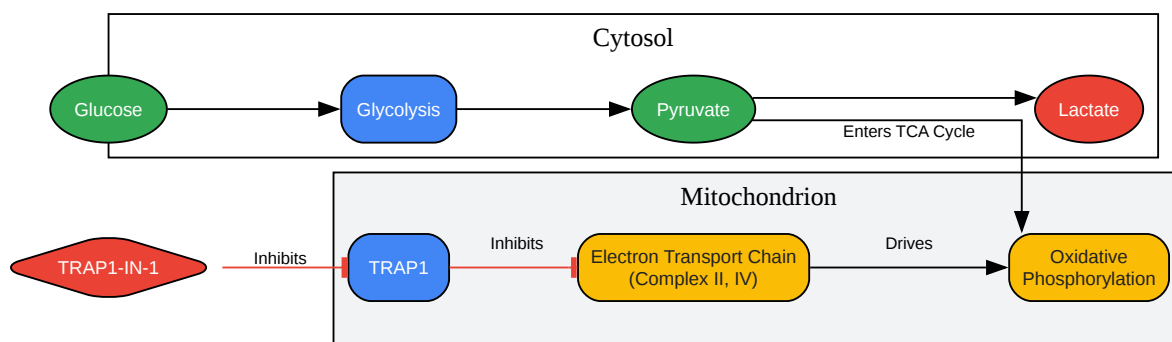 Cytosol
Glucose
Glycolysis
Pyruvate
Lactate
Enters TCA Cycle
Mitochondrion
TRAP1-IN-1
Inhibits
TRAP1
Inhibits
Electron Transport Chain
(Complex II, IV)
Drives
Oxidative
Phosphorylation